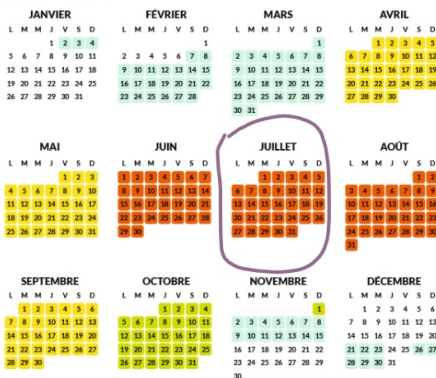 JANVIER
L M M J V S D
1 2 3 4
5 6 7 8 9 10 11
12 13 14 15 16 17 18
19 20 21 22 23 24 25
26 27 28 29 30 31
FÉVRIER
L M M J V S D
1
2 3 4 5 6 7 8
9 10 11 12 13 14 15
16 17 18 19 20 21 22
23 24 25 26 27 28
MARS
L M M J V S D
1
2 3 4 5 6 7 8
9 10 11 12 13 14 15
16 17 18 19 20 21 22
23 24 25 26 27 28 29
30 31
AVRIL
L M M J V S D
1 2 3 4 5
6 7 8 9 10 11 12
13 14 15 16 17 18 19
20 21 22 23 24 25 26
27 28 29 30
MAI
L M M J V S D
1 2 3
4 5 6 7 8 9 10
11 12 13 14 15 16 17
18 19 20 21 22 23 24
25 26 27 28 29 30 31
JUIN
L M M J V S D
1 2 3 4 5 6 7
8 9 10 11 12 13 14
15 16 17 18 19 20 21
22 23 24 25 26 27 28
29 30
JUILLET
L M M J V S D
1 2 3 4 5
6 7 8 9 10 11 12
13 14 15 16 17 18 19
20 21 22 23 24 25 26
27 28 29 30 31
AOÛT
L M M J V S D
1 2
3 4 5 6 7 8 9
10 11 12 13 14 15 16
17 18 19 20 21 22 23
24 25 26 27 28 29 30
31
SEPTEMBRE
L M M J V S D
1 2 3 4 5 6
7 8 9 10 11 12 13
14 15 16 17 18 19 20
21 22 23 24 25 26 27
28 29 30
OCTOBRE
L M M J V S D
1 2 3 4
5 6 7 8 9 10 11
12 13 14 15 16 17 18
19 20 21 22 23 24 25
26 27 28 29 30 31
NOVEMBRE
L M M J V S D
1
2 3 4 5 6 7 8
9 10 11 12 13 14 15
16 17 18 19 20 21 22
23 24 25 26 27 28 29
30
DÉCEMBRE
L M M J V S D
1 2 3 4 5 6
7 8 9 10 11 12 13
14 15 16 17 18 19 20
21 22 23 24 25 26 27
28 29 30 31